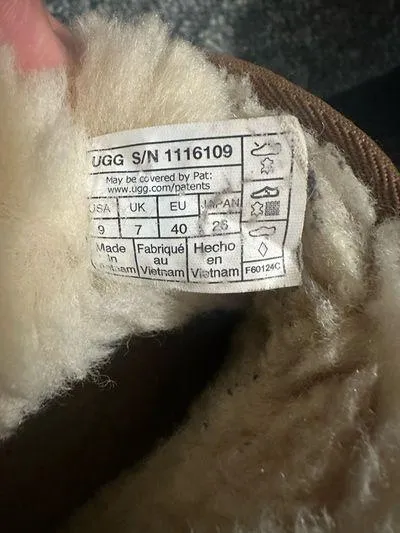 UGG S/N 1116109
May be covered by Pat:
www.ugg.com/patents
USA UK EU JAPAN
9 7 40 26
Made in Vietnam
Fabriqué au Vietnam
Hecho en Vietnam
F60124C